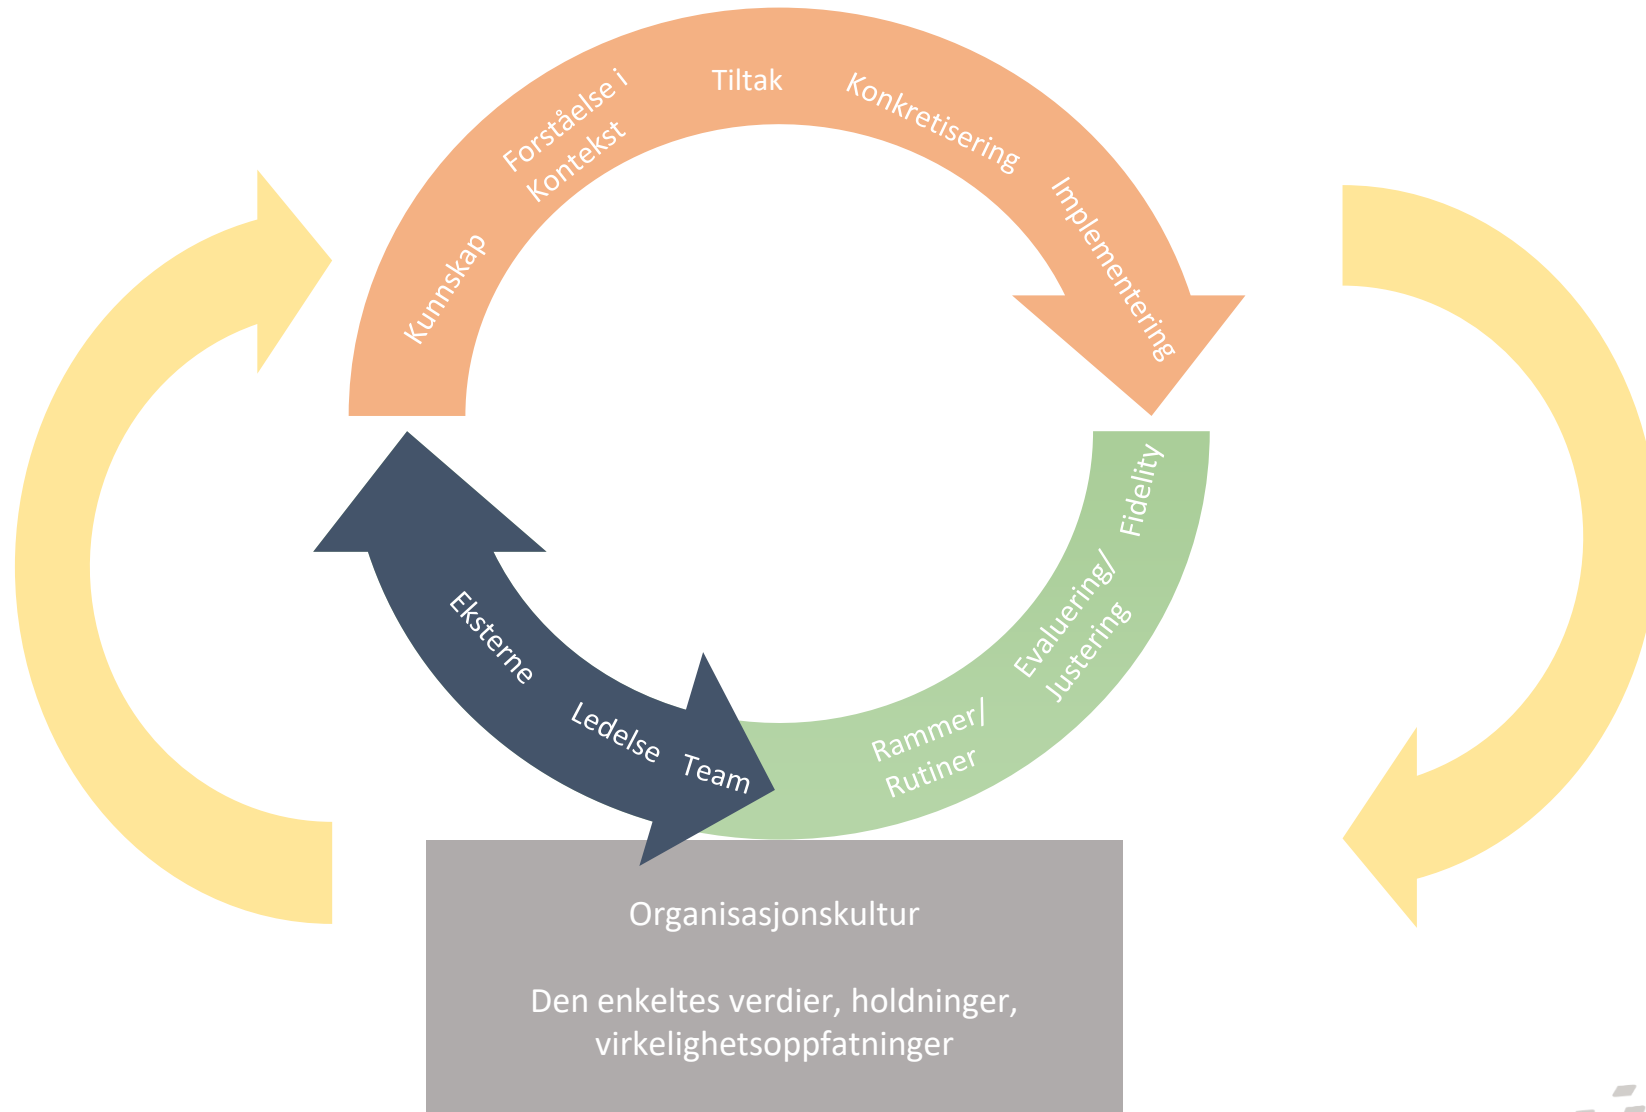 Kunnskap
Forståelse i
Kontekst
Tiltak
Konkretisering
Implementering
Fidelity
Evaluering/
Justering
Rammer/
Rutiner
Team
Ledelse
Eksterne
Organisasjonskultur
Den enkeltes verdier, holdninger,
virkelighetsoppfatninger